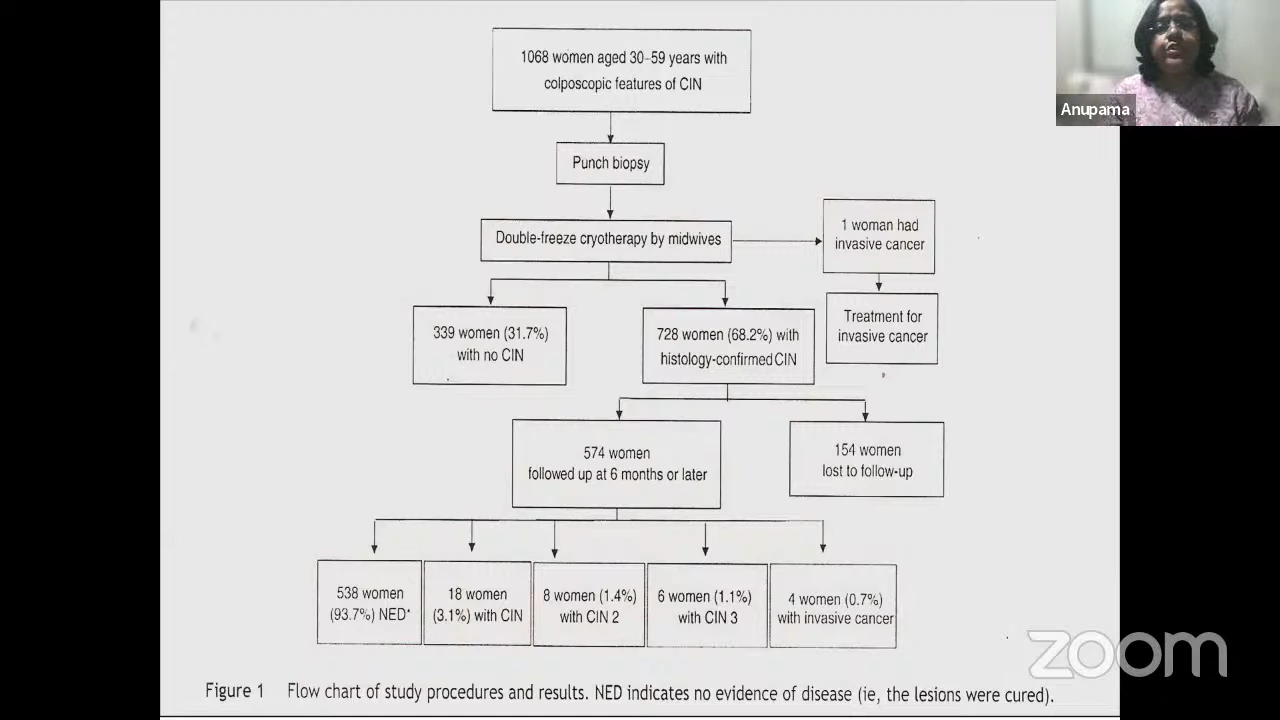 1068 women aged 30–59 years with
colposcopic features of CIN
Anupama
Punch biopsy
Double-freeze cryotherapy by midwives
1 woman had
invasive cancer
Treatment for
invasive cancer
339 women (31.7%)
with no CIN
728 women (68.2%) with
histology-confirmed CIN
574 women
followed up at 6 months or later
154 women
lost to follow-up
538 women
(93.7%) NED*
18 women
(3.1%) with CIN
8 women (1.4%)
with CIN 2
6 women (1.1%)
with CIN 3
4 women (0.7%)
with invasive cancer
zoom
Figure 1 Flow chart of study procedures and results. NED indicates no evidence of disease (ie, the lesions were cured).